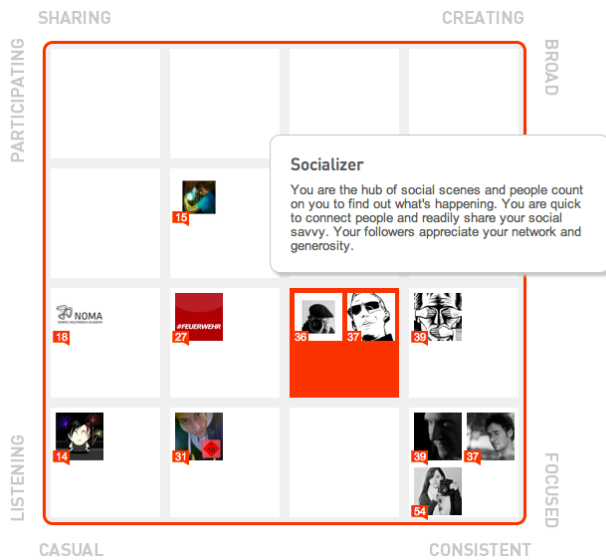 SHARING
CREATING
PARTICIPATING
BROAD
Socializer
You are the hub of social scenes and people count
on you to find out what's happening. You are quick
to connect people and readily share your social
savvy. Your followers appreciate your network and
generosity.
15
NOMA
18
#FEUERWEHR
27
36
37
39
14
31
39
37
54
LISTENING
FOCUSED
CASUAL
CONSISTENT